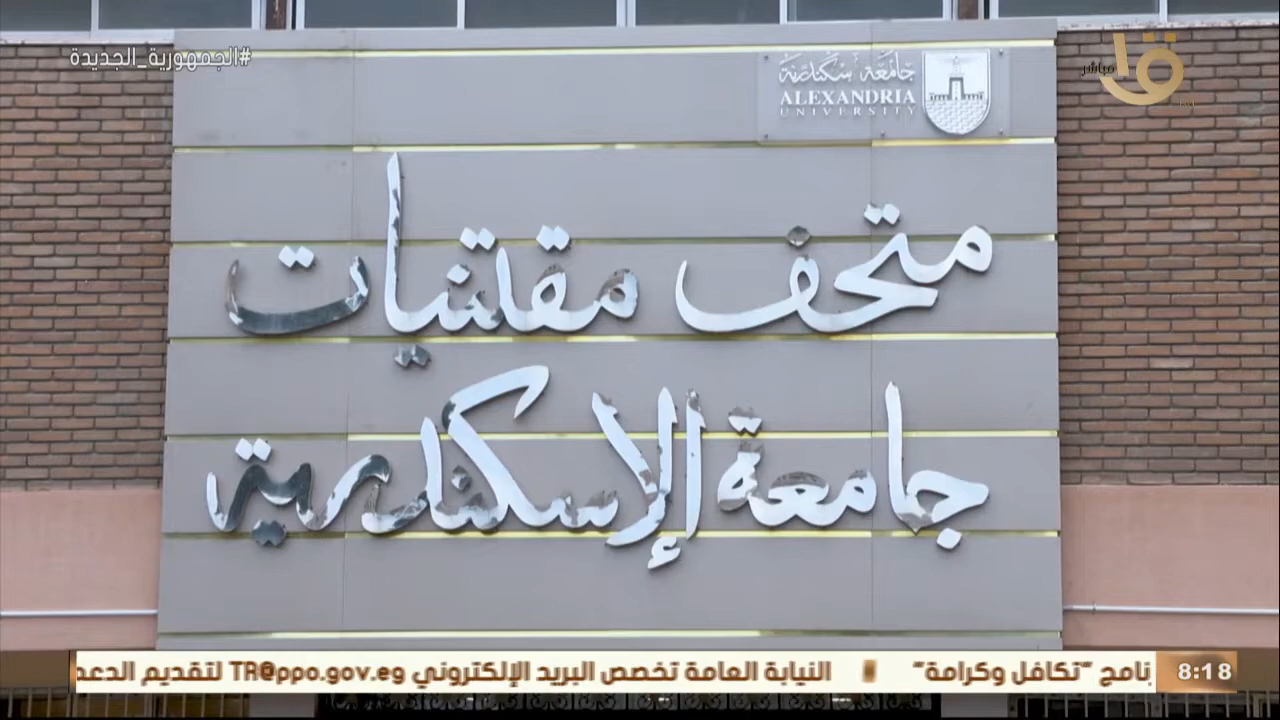 #الجمهورية_الجديدة
مباشر
جامعة سكندرية
ALEXANDRIA
UNIVERSITY
متحف مقتنيات
جامعة الإسكندرية
نامج "تكافل وكرامة" النيابة العامة تخصص البريد الإلكتروني TR@ppo.gov.eg لتقديم الدعم
8:18